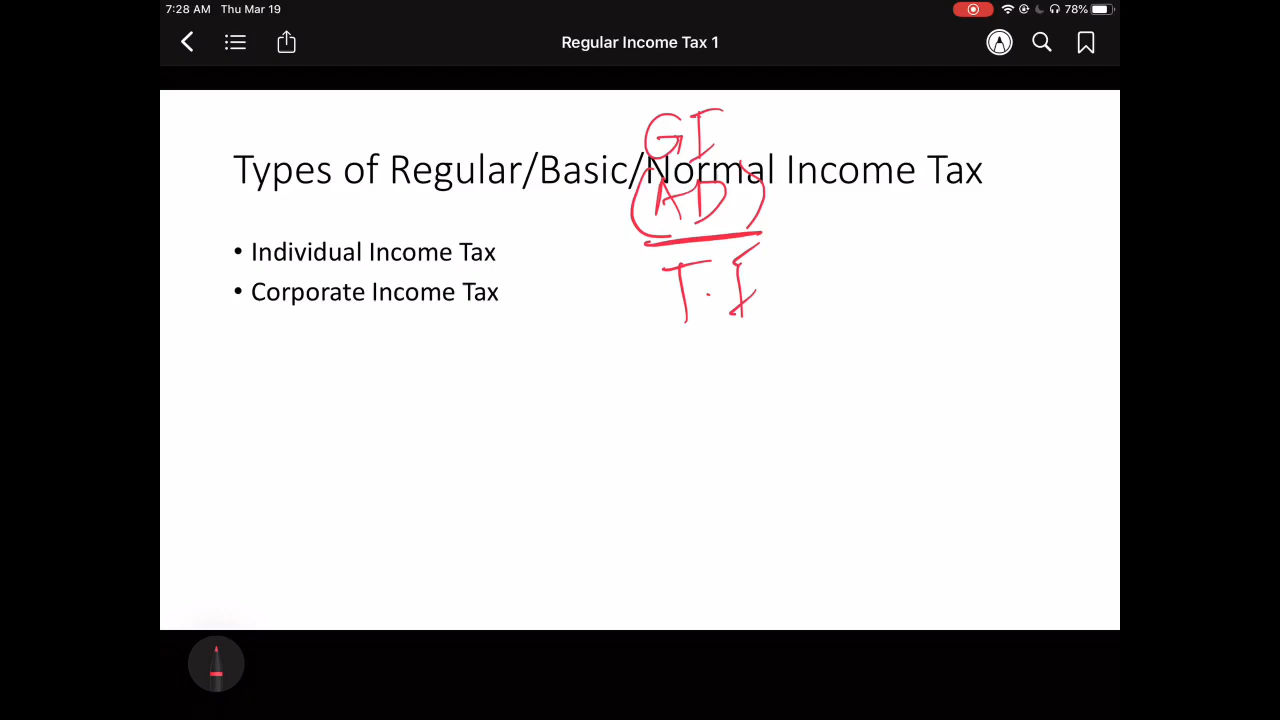 7:28 AM Thu Mar 19 78%
Regular Income Tax 1
GI
Types of Regular/Basic/Normal Income Tax
(AD)
• Individual Income Tax
T.I
• Corporate Income Tax